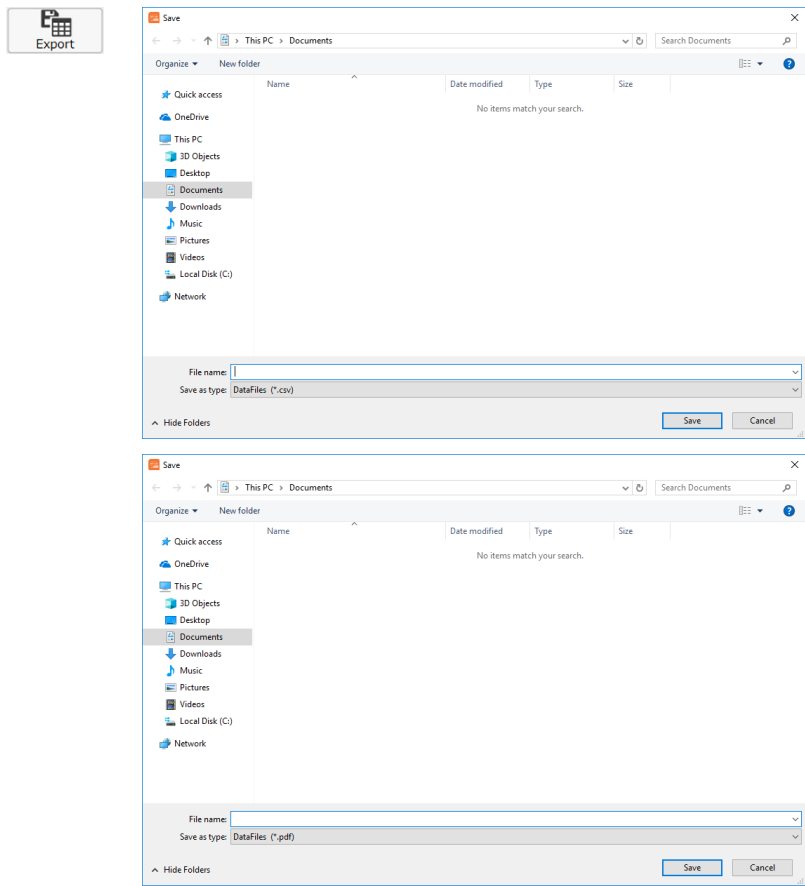 Export
Save
This PC > Documents
Search Documents
Organize
New folder
Name
Date modified
Type
Size
No items match your search.
Quick access
OneDrive
This PC
3D Objects
Desktop
Documents
Downloads
Music
Pictures
Videos
Local Disk (C:)
Network
File name:
Save as type: DataFiles (*.csv)
Hide Folders
Save
Cancel
Save
This PC > Documents
Search Documents
Organize
New folder
Name
Date modified
Type
Size
No items match your search.
Quick access
OneDrive
This PC
3D Objects
Desktop
Documents
Downloads
Music
Pictures
Videos
Local Disk (C:)
Network
File name:
Save as type: DataFiles (*.pdf)
Hide Folders
Save
Cancel